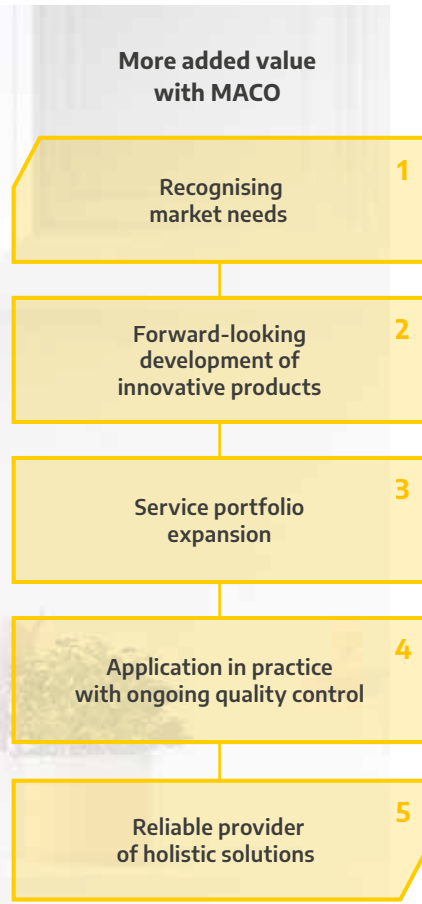 More added value
with MACO
1
Recognising
market needs
2
Forward-looking
development of
innovative products
3
Service portfolio
expansion
4
Application in practice
with ongoing quality control
5
Reliable provider
of holistic solutions